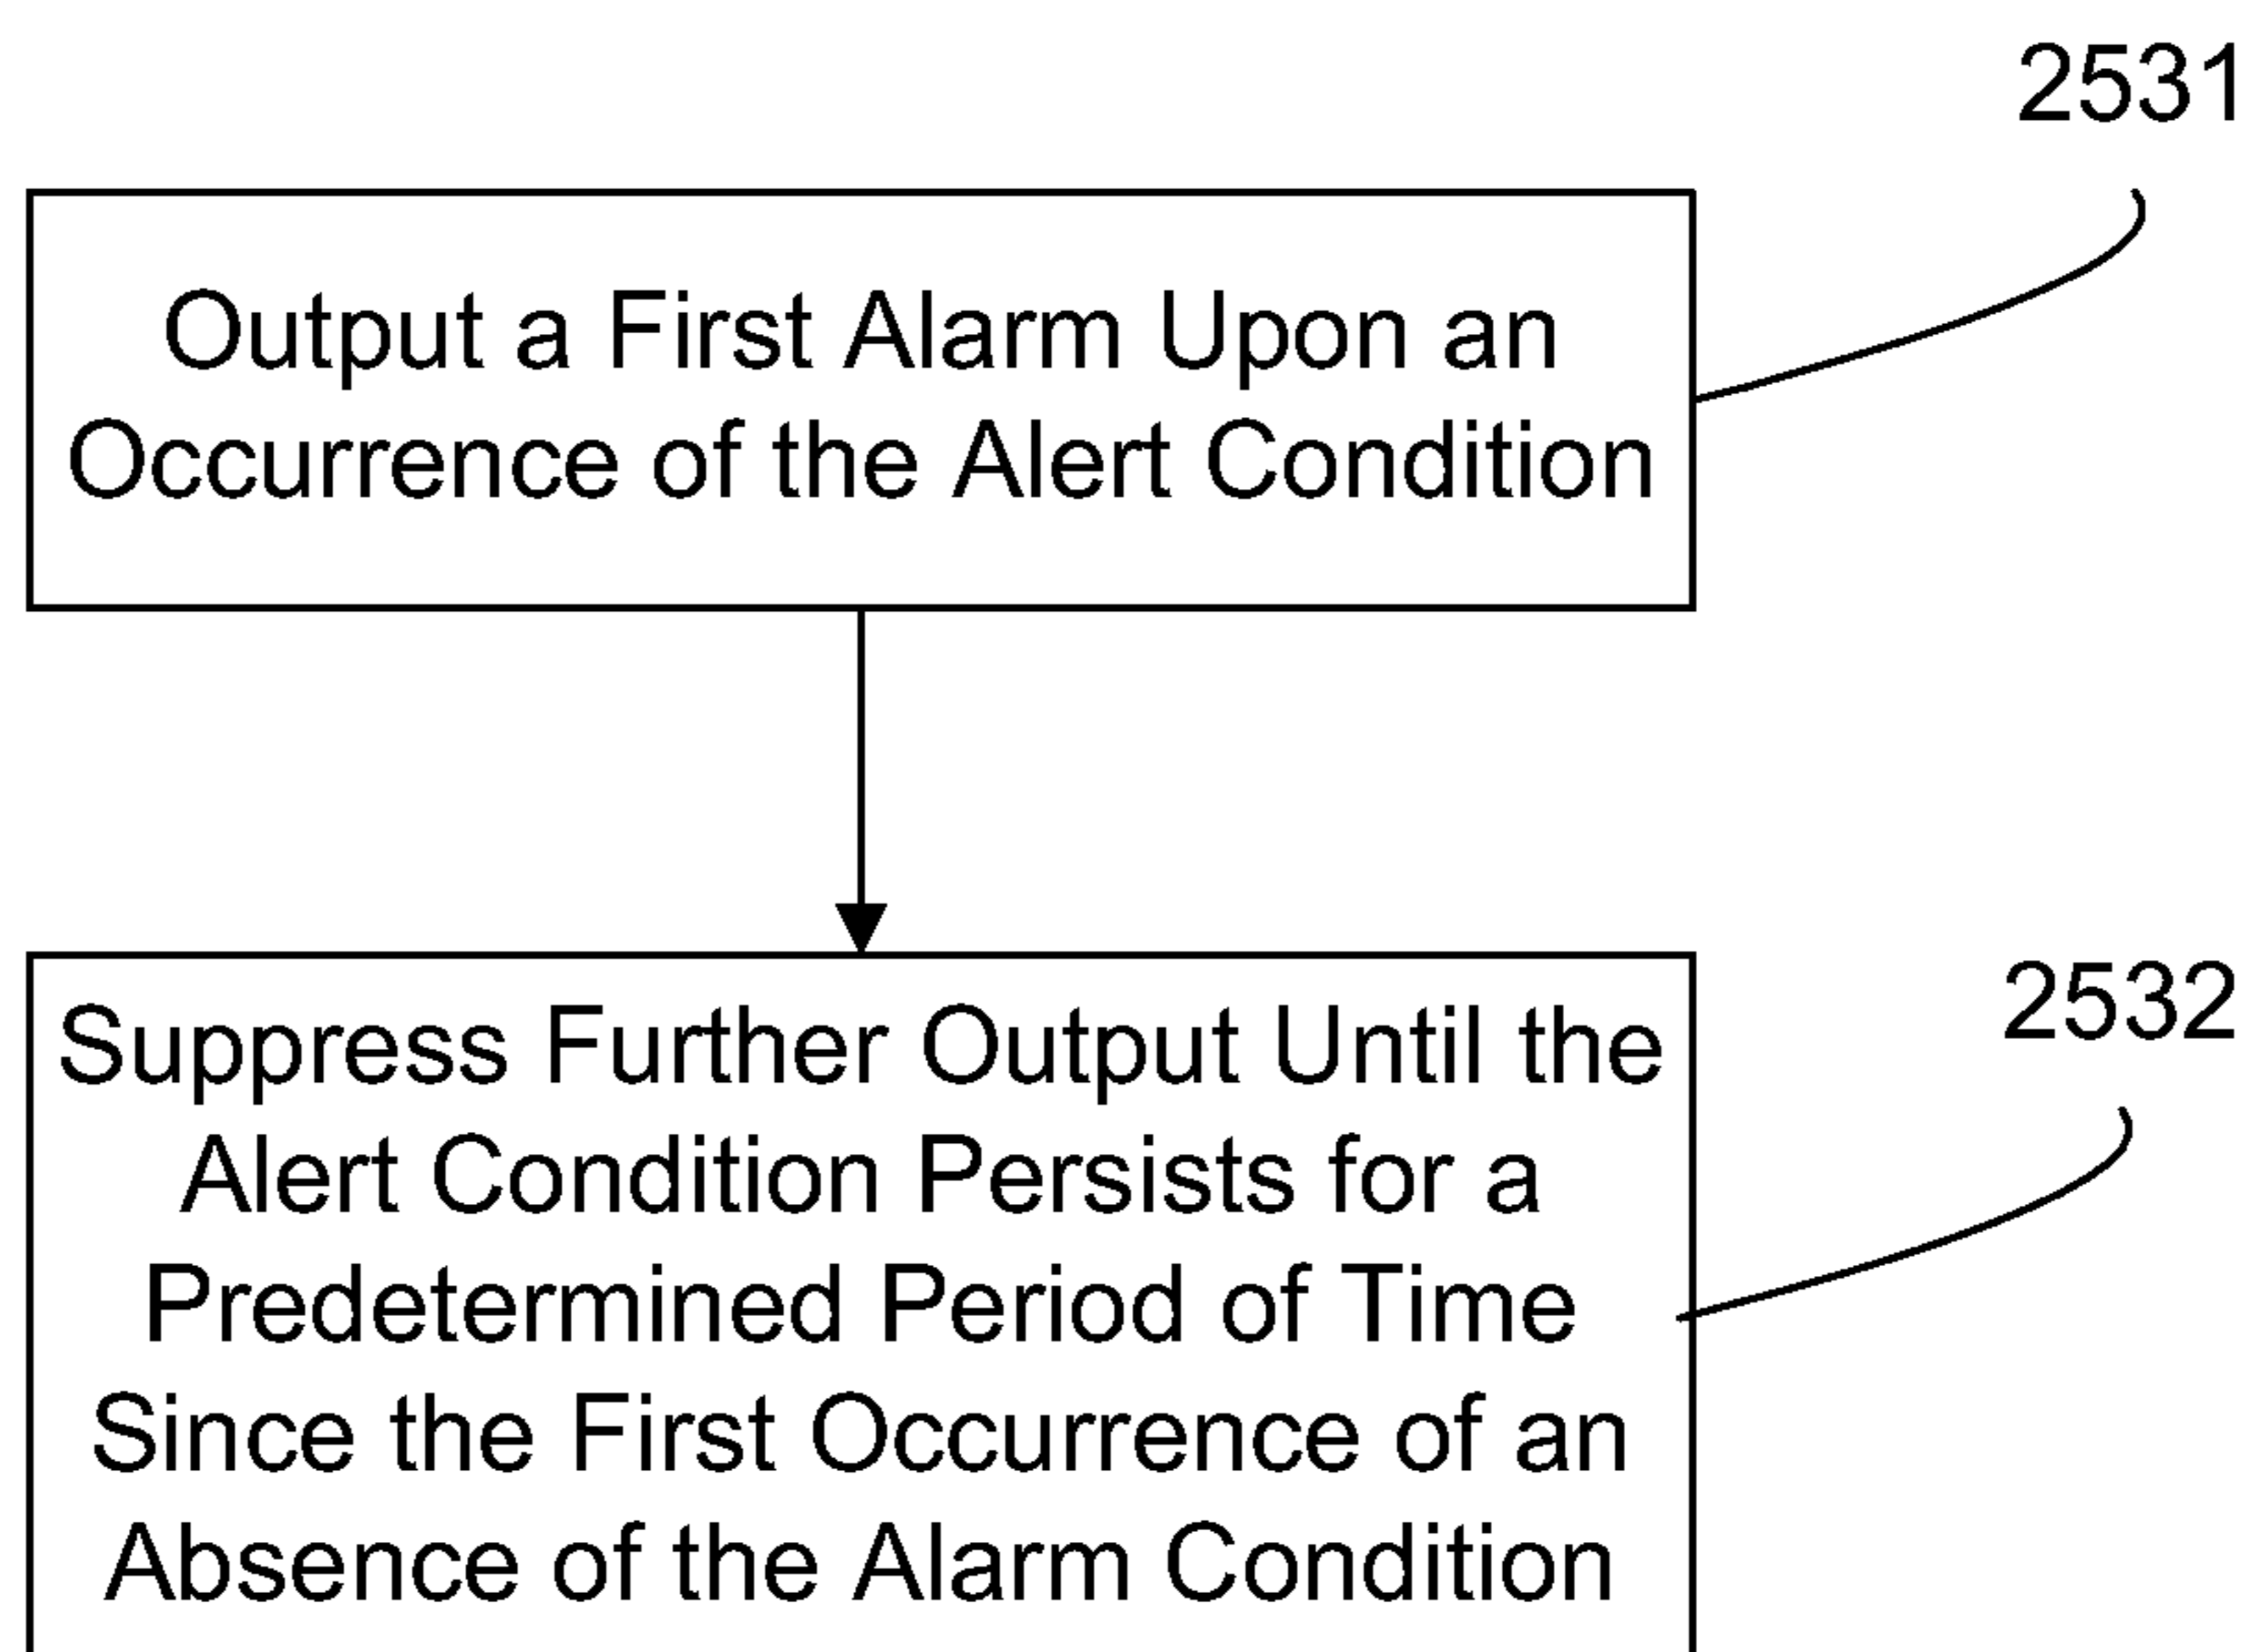 2531
Output a First Alarm Upon an
Occurrence of the Alert Condition
2532
Suppress Further Output Until the
Alert Condition Persists for a
Predetermined Period of Time
Since the First Occurrence of an
Absence of the Alarm Condition